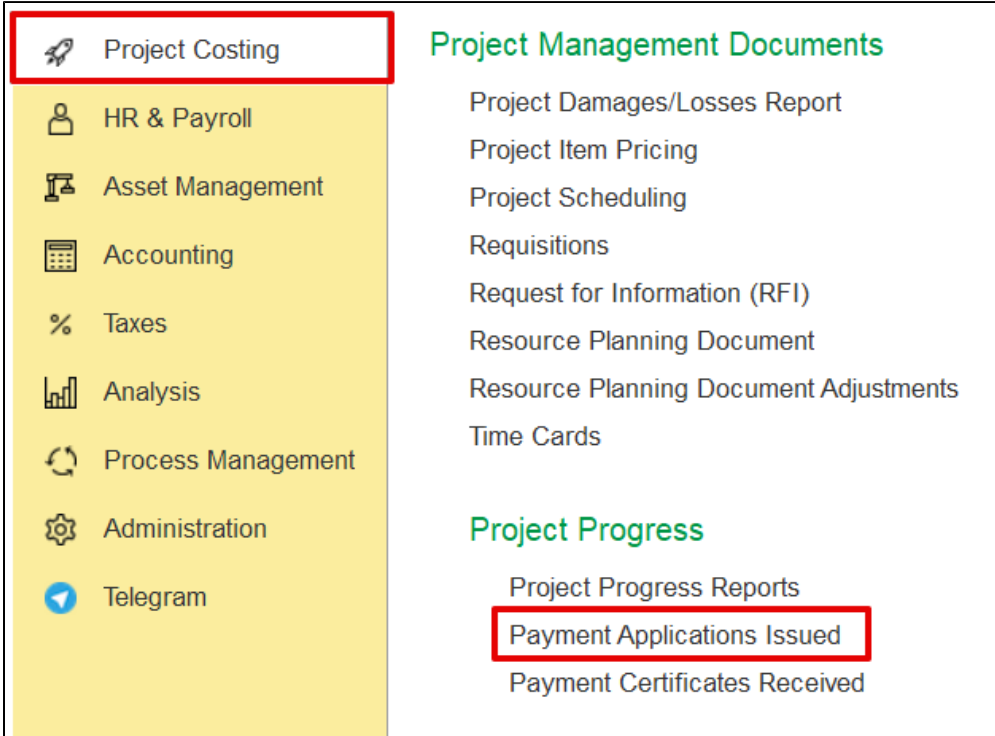 Project Costing
HR & Payroll
Asset Management
Accounting
Taxes
Analysis
Process Management
Administration
Telegram
Project Management Documents
Project Damages/Losses Report
Project Item Pricing
Project Scheduling
Requisitions
Request for Information (RFI)
Resource Planning Document
Resource Planning Document Adjustments
Time Cards
Project Progress
Project Progress Reports
Payment Applications Issued
Payment Certificates Received